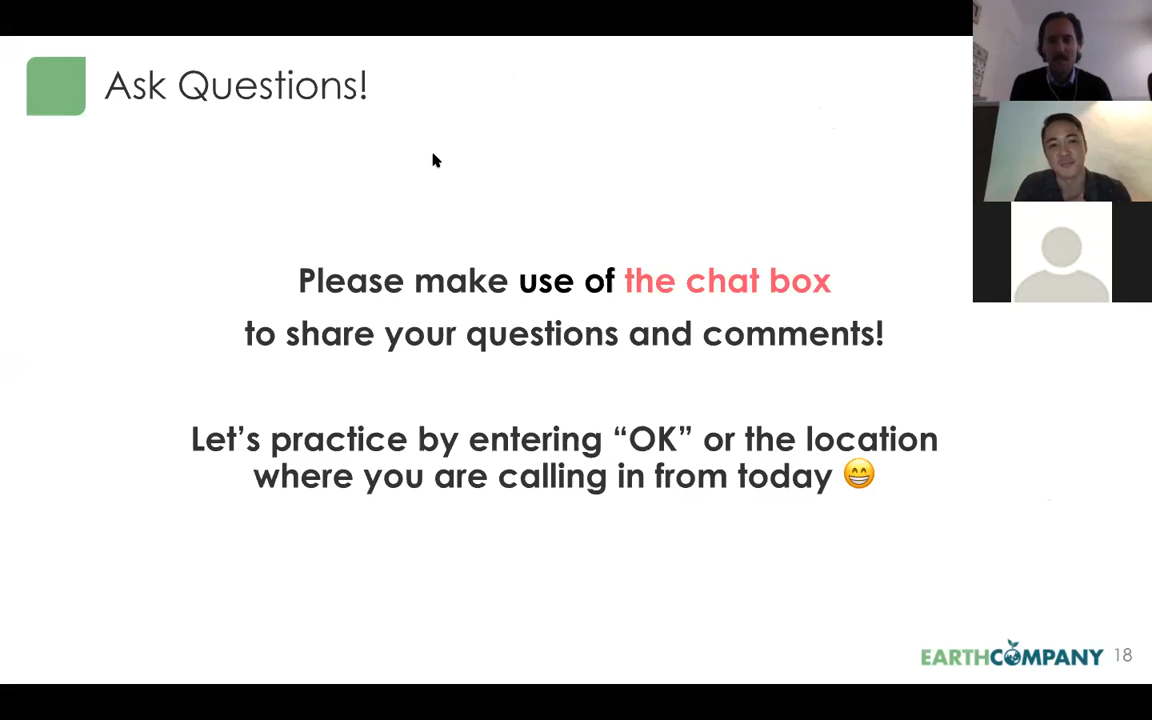 Ask Questions!
Please make use of the chat box
to share your questions and comments!
Let’s practice by entering “OK” or the location
where you are calling in from today 😁
EARTHCOMPANY 18